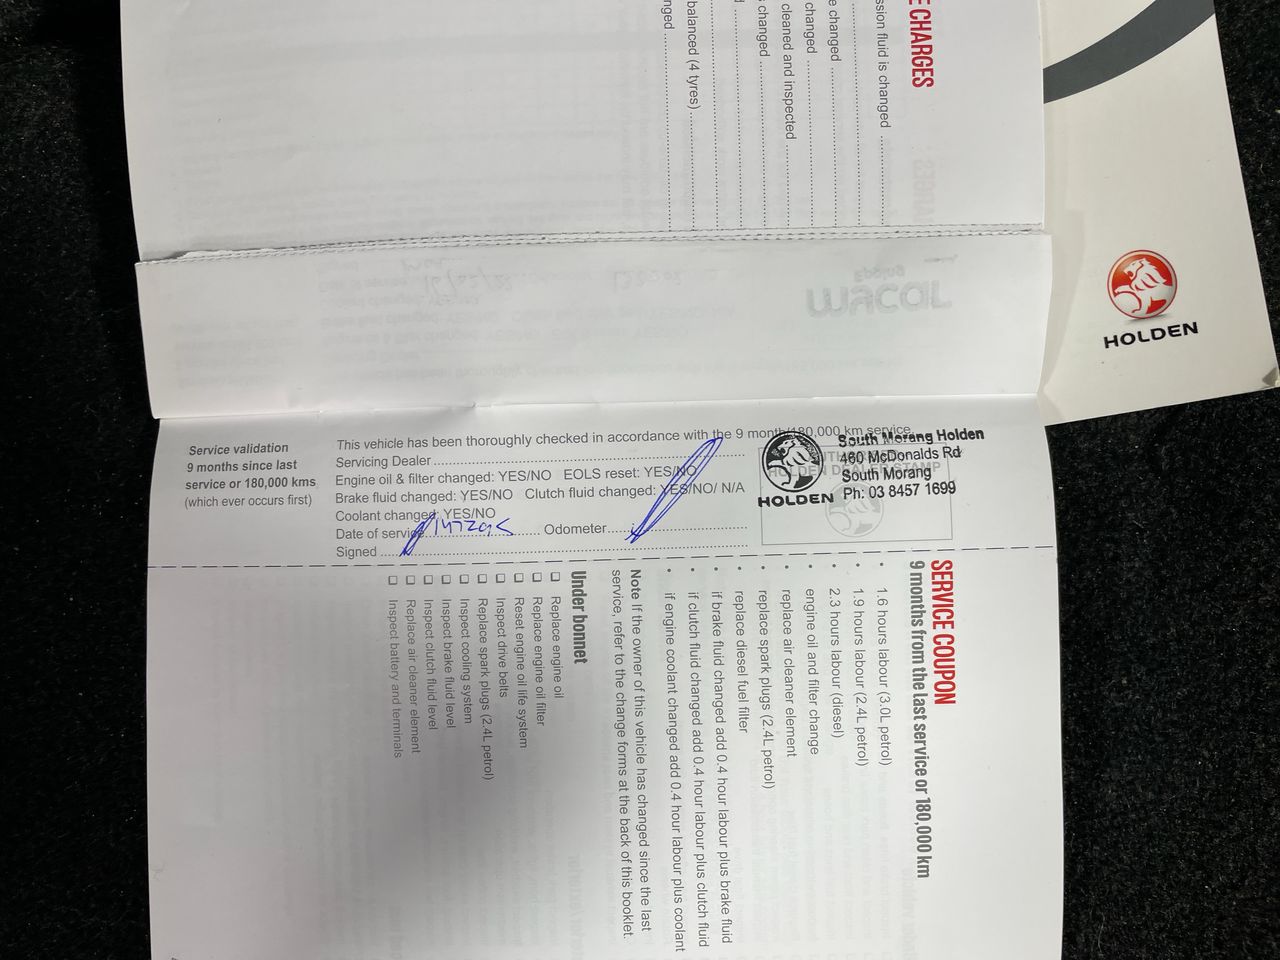 E CHARGES
ssion fluid is changed
e changed
changed
cleaned and inspected
s changed
balanced (4 tyres)
nged
HOLDEN
Service validation
9 months since last
service or 180,000 kms
(which ever occurs first)
This vehicle has been thoroughly checked in accordance with the 9 month/180,000 km service.
Servicing Dealer
Engine oil & filter changed: YES/NO EOLS reset: YES/NO
Brake fluid changed: YES/NO Clutch fluid changed: YES/NO/ N/A
Coolant changed: YES/NO
Date of service Odometer
Signed
HOLDEN
South Morang Holden
460 McDonalds Rd
South Morang
Ph: 03 8457 1699
HOLDEN DEALER STAMP
SERVICE COUPON
9 months from the last service or 180,000 km
• 1.6 hours labour (3.0L petrol)
• 1.9 hours labour (2.4L petrol)
• 2.3 hours labour (diesel)
• engine oil and filter change
• replace air cleaner element
• replace spark plugs (2.4L petrol)
• replace diesel fuel filter
• if brake fluid changed add 0.4 hour labour plus brake fluid
• if clutch fluid changed add 0.4 hour labour plus clutch fluid
• if engine coolant changed add 0.4 hour labour plus coolant
Note If the owner of this vehicle has changed since the last
service, refer to the change forms at the back of this booklet.
Under bonnet
❑ Replace engine oil
❑ Replace engine oil filter
❑ Reset engine oil life system
❑ Inspect drive belts
❑ Replace spark plugs (2.4L petrol)
❑ Inspect cooling system
❑ Inspect brake fluid level
❑ Inspect clutch fluid level
❑ Replace air cleaner element
❑ Inspect battery and terminals